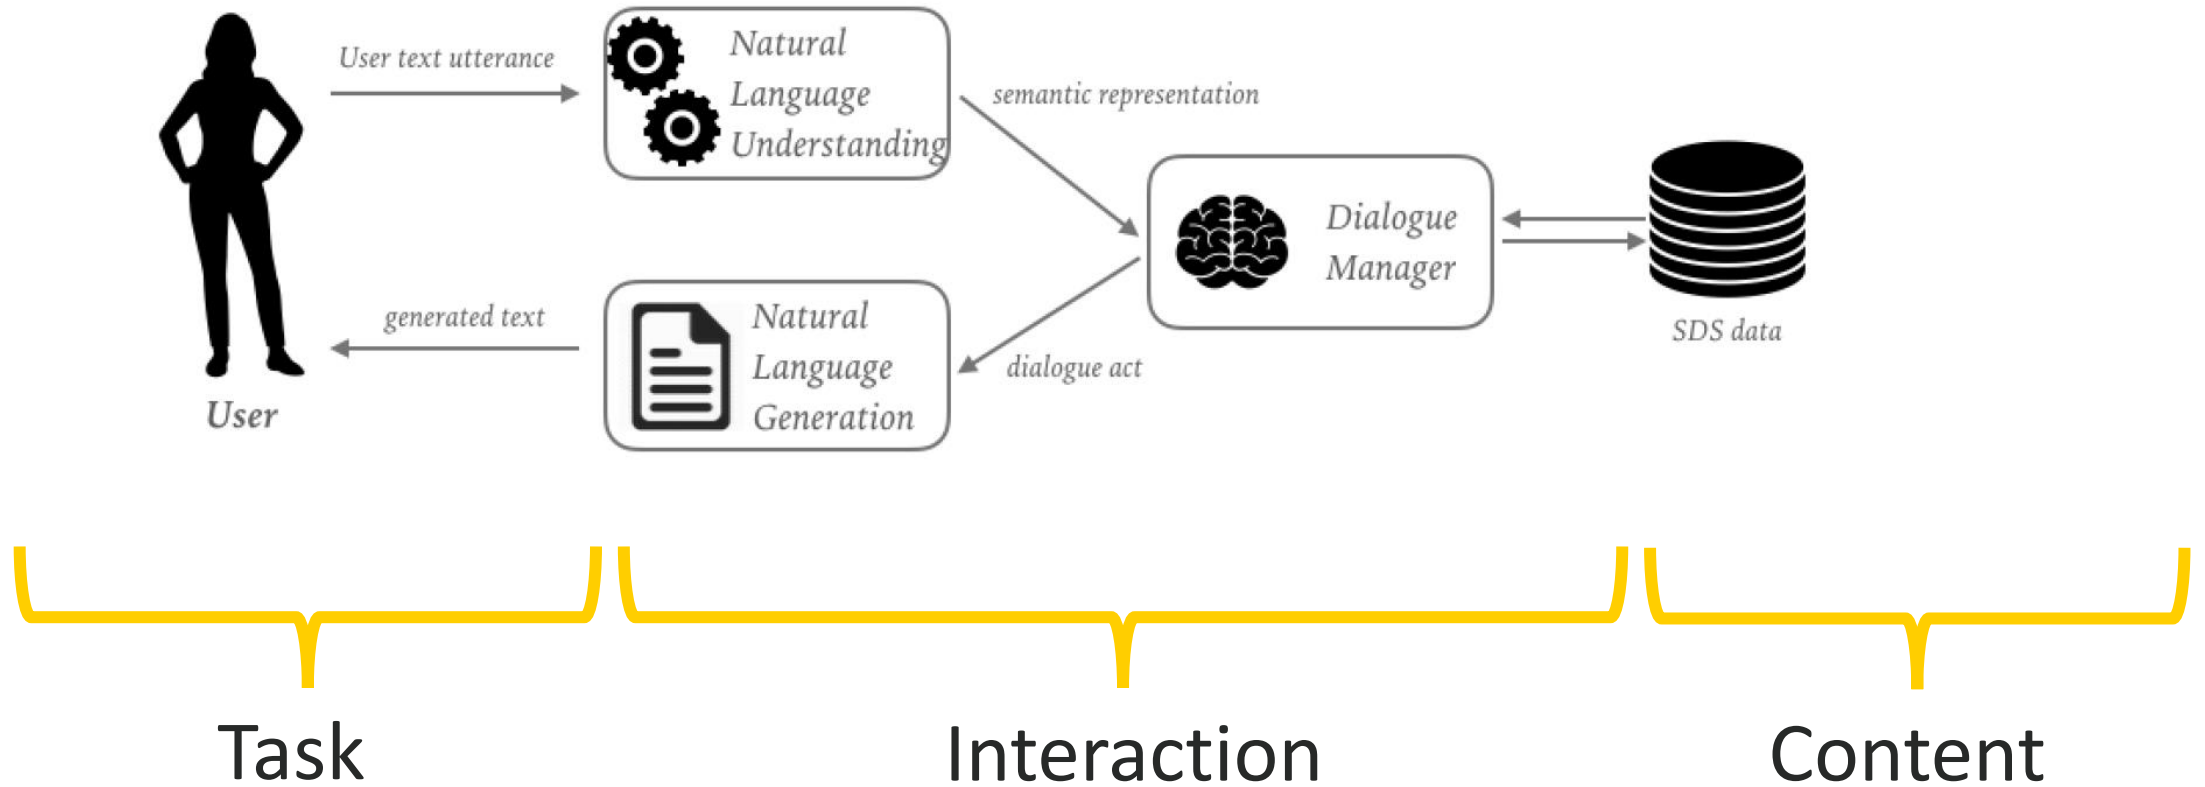 User text utterance
Natural
Language
Understanding
semantic representation
Dialogue
Manager
SDS data
generated text
Natural
Language
Generation
dialogue act
User
Task
Interaction
Content